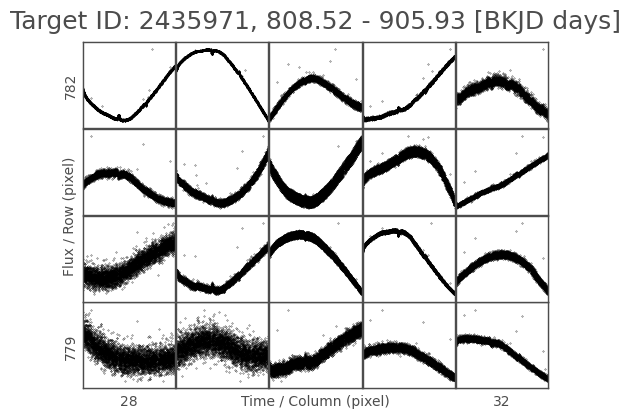 Target ID: 2435971, 808.52 - 905.93 [BKJD days]
782
Flux / Row (pixel)
779
28
Time / Column (pixel)
32